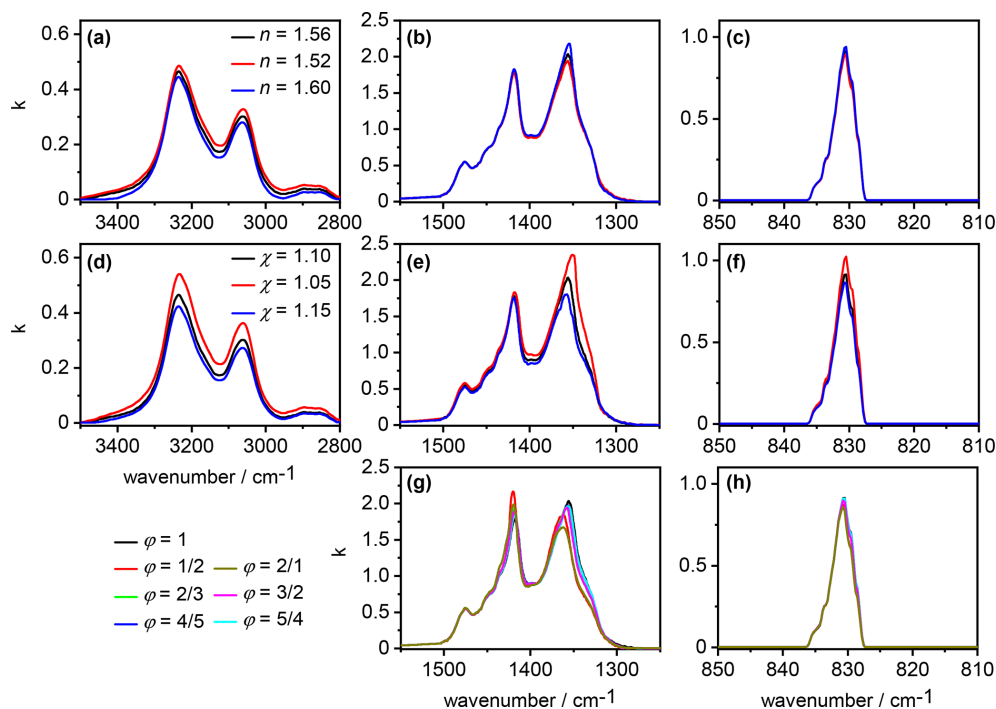 (a)
n = 1.56
n = 1.52
n = 1.60
0.6
0.4
0.2
0
k
3400 3200 3000 2800
(b)
2.5
2.0
1.5
1.0
0.5
0
1500 1400 1300
(c)
1.0
0.5
0
850 840 830 820 810
(d)
χ = 1.10
χ = 1.05
χ = 1.15
0.6
0.4
0.2
0
k
3400 3200 3000 2800
wavenumber / cm-1
(e)
2.5
2.0
1.5
1.0
0.5
0
1500 1400 1300
(f)
1.0
0.5
0
850 840 830 820 810
φ = 1
φ = 1/2
φ = 2/3
φ = 4/5
φ = 2/1
φ = 3/2
φ = 5/4
(g)
2.5
2.0
1.5
1.0
0.5
0
k
1500 1400 1300
wavenumber / cm-1
(h)
1.0
0.5
0
850 840 830 820 810
wavenumber / cm-1